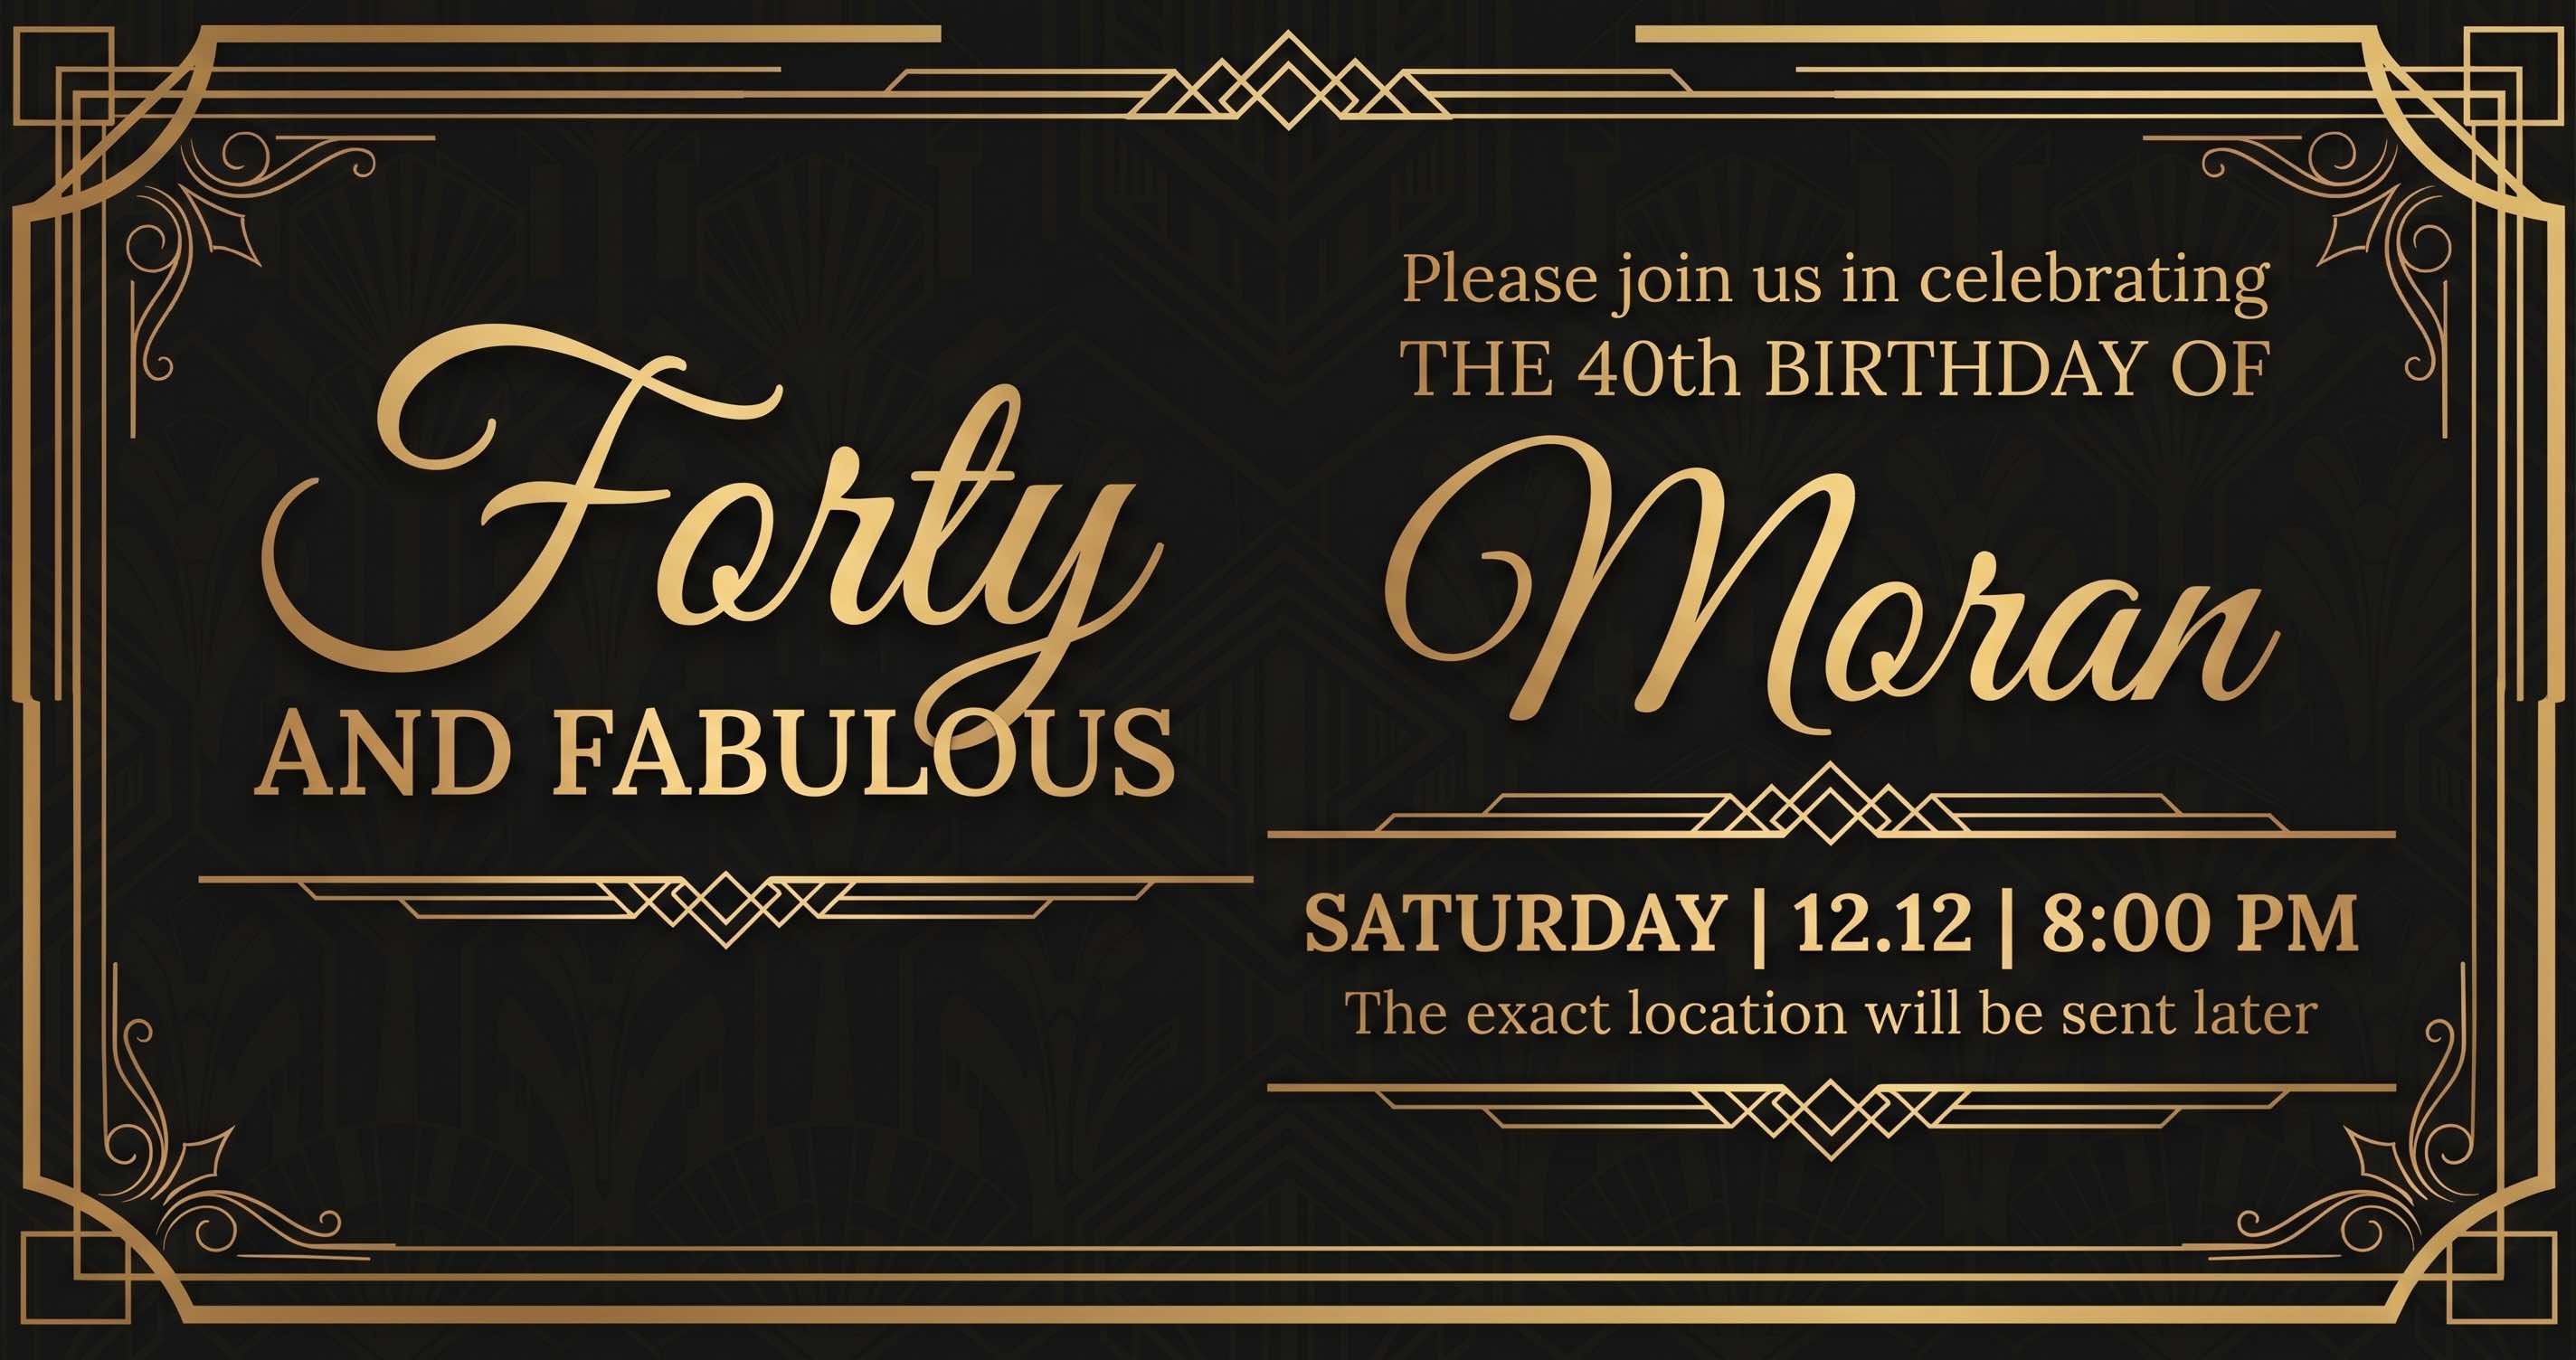 Forty
AND FABULOUS
Please join us in celebrating
THE 40th BIRTHDAY OF
Moran
SATURDAY | 12.12 | 8:00 PM
The exact location will be sent later